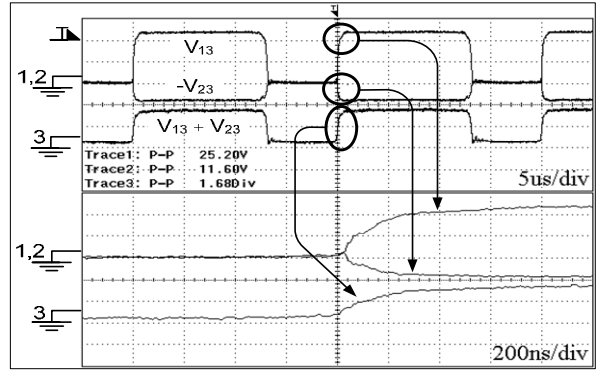 T
T
V13
1,2
-V23
V13 + V23
3
Trace1: P-P 25.20V
Trace2: P-P 11.60V
Trace3: P-P 1.68Div
5us/div
1,2
3
200ns/div